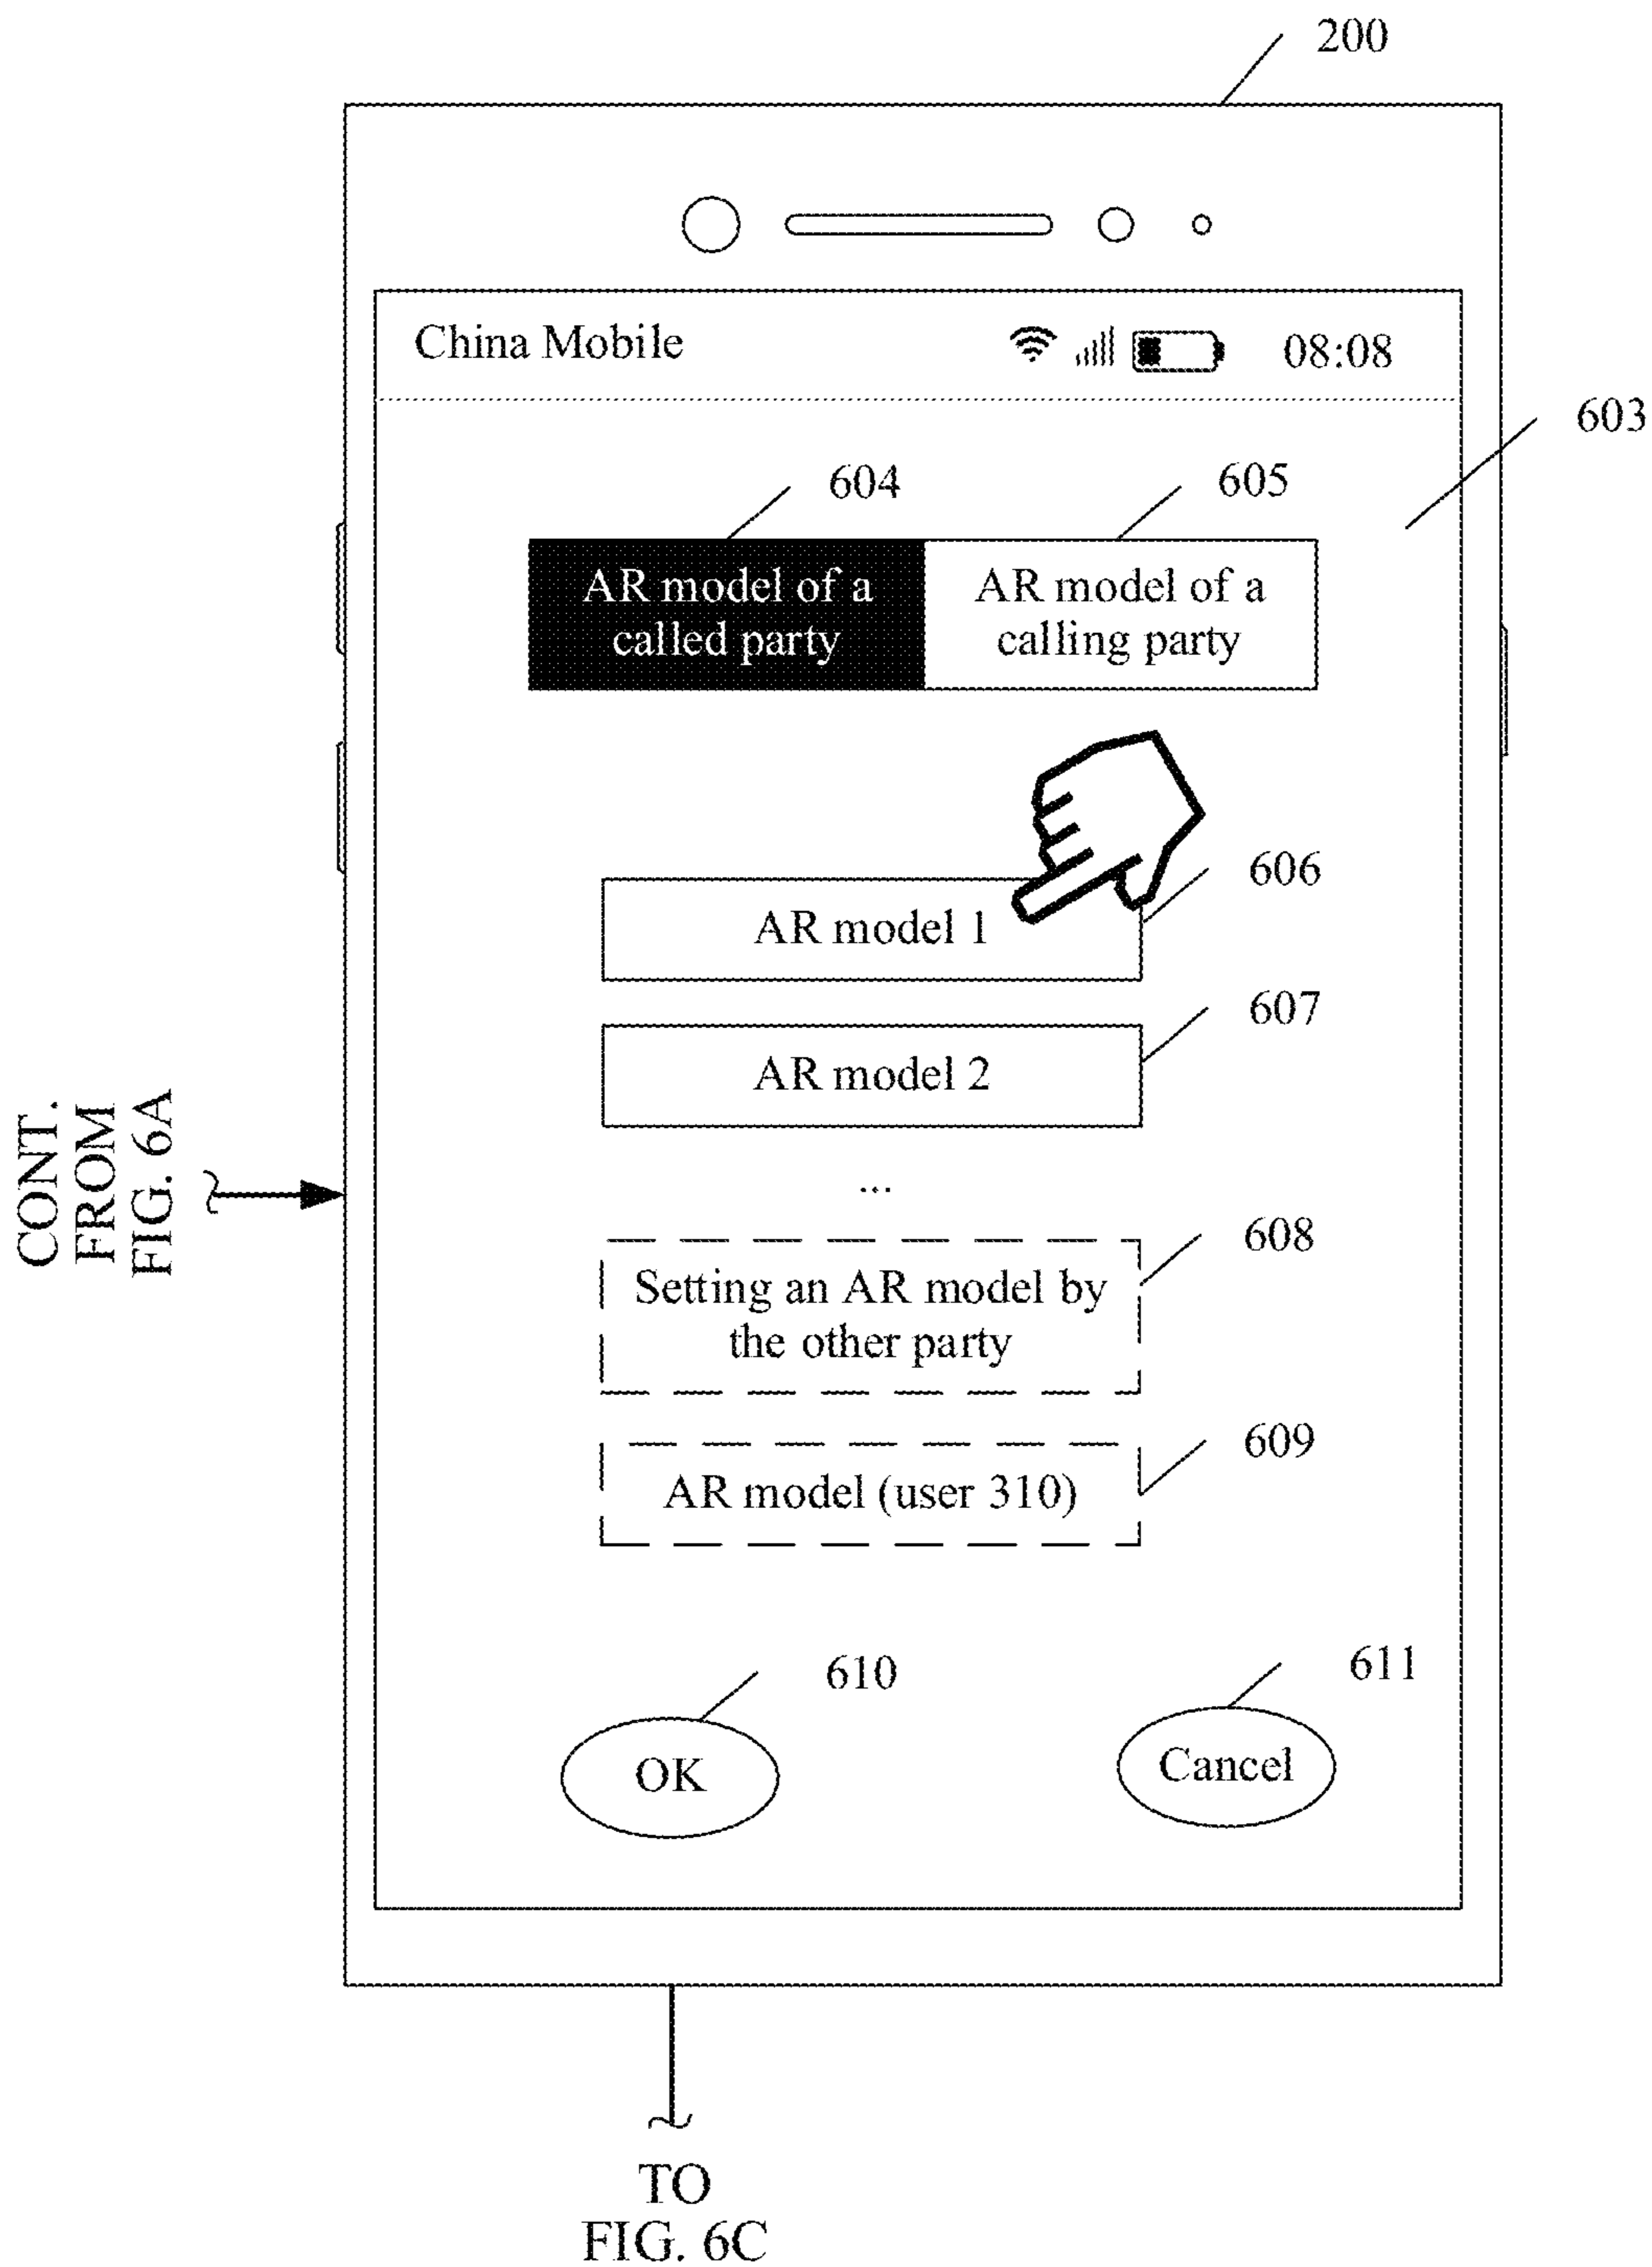 200
China Mobile
08:08
603
604
605
AR model of a
called party
AR model of a
calling party
606
AR model 1
607
AR model 2
...
CONT.
FROM
FIG. 6A
608
Setting an AR model by
the other party
609
AR model (user 310)
610
611
OK
Cancel
TO
FIG. 6C